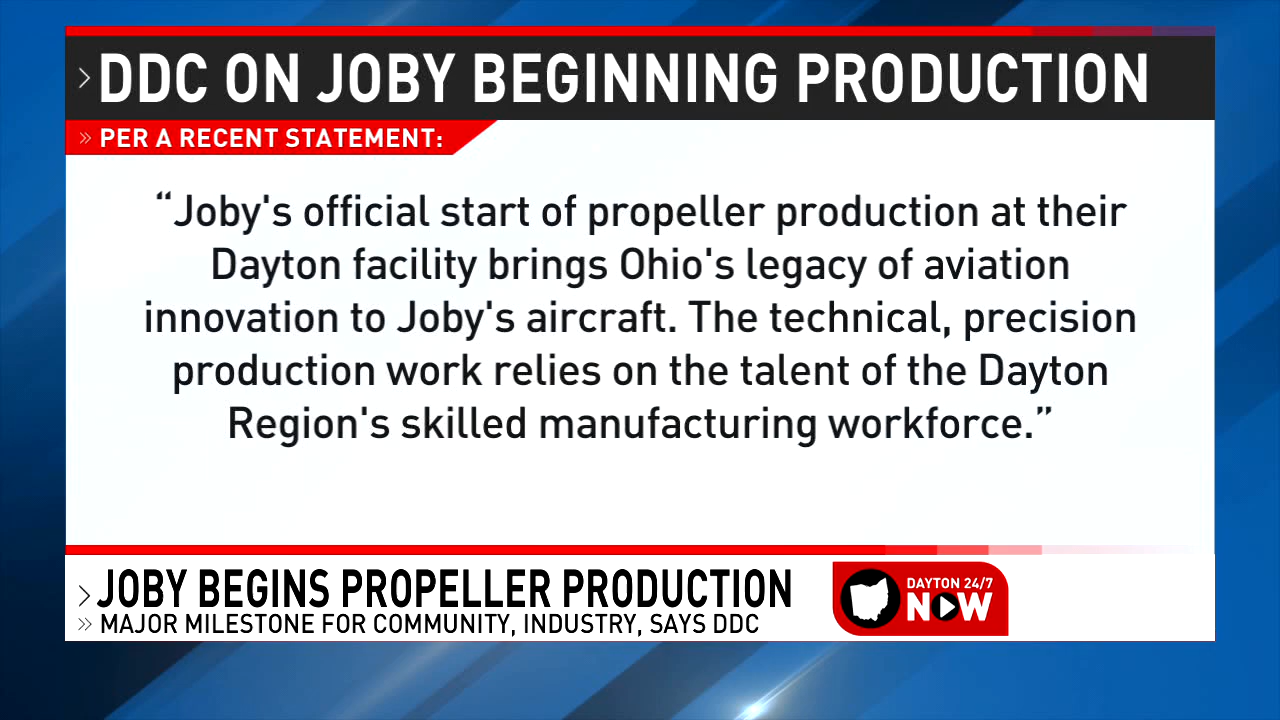 DDC ON JOBY BEGINNING PRODUCTION
PER A RECENT STATEMENT:
“Joby's official start of propeller production at their
Dayton facility brings Ohio's legacy of aviation
innovation to Joby's aircraft. The technical, precision
production work relies on the talent of the Dayton
Region's skilled manufacturing workforce.”
JOBY BEGINS PROPELLER PRODUCTION
MAJOR MILESTONE FOR COMMUNITY, INDUSTRY, SAYS DDC
DAYTON 24/7
NOW